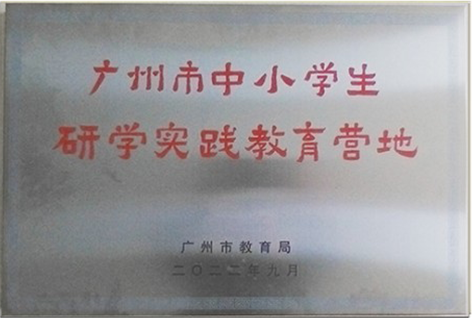 广州市中小学生
研学实践教育营地
广州市教育局
二〇二二年九月